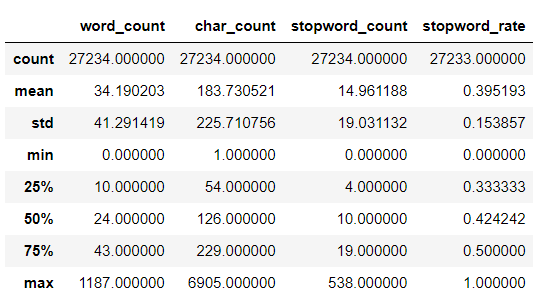 word_count char_count stopword_count stopword_rate
count 27234.000000 27234.000000 27234.000000 27233.000000
mean 34.190203 183.730521 14.961188 0.395193
std 41.291419 225.710756 19.031132 0.153857
min 0.000000 1.000000 0.000000 0.000000
25% 10.000000 54.000000 4.000000 0.333333
50% 24.000000 126.000000 10.000000 0.424242
75% 43.000000 229.000000 19.000000 0.500000
max 1187.000000 6905.000000 538.000000 1.000000